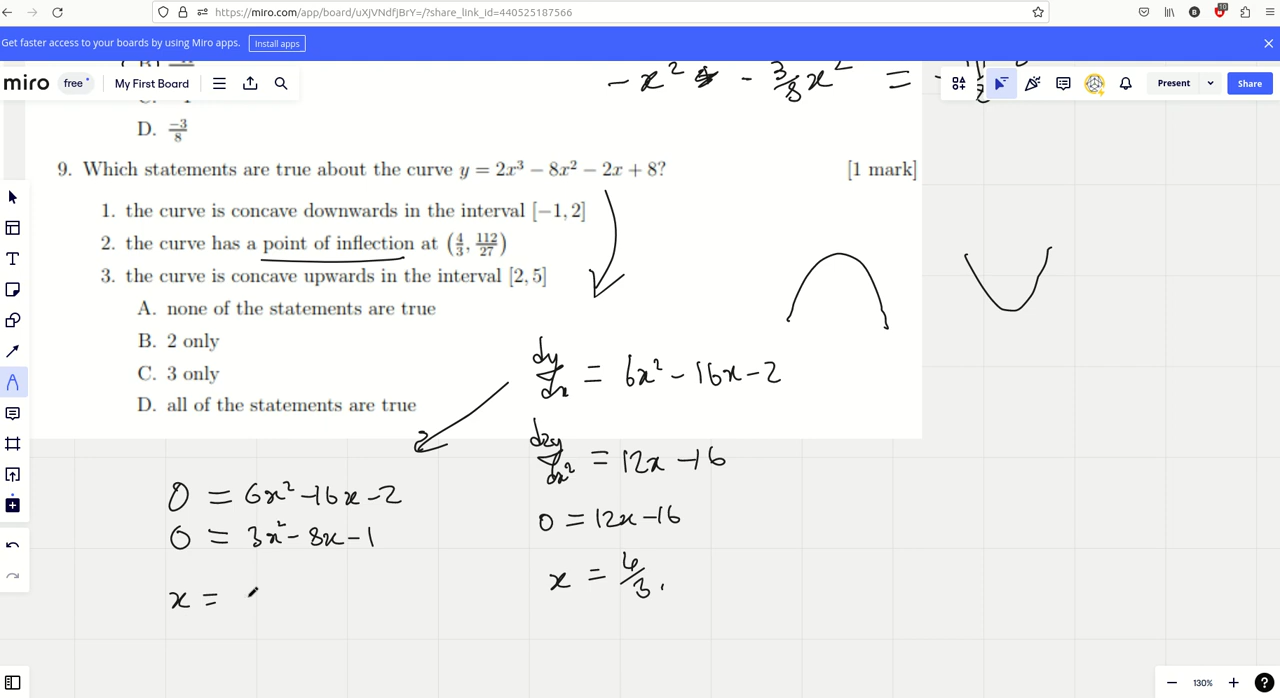 https://miro.com/app/board/uXjVNdfjBrY=/?share_link_id=440525187566
10
Get faster access to your boards by using Miro apps. Install apps
miro free My First Board Present Share
- x² - 3/8 x² =
D. −3/8
9. Which statements are true about the curve y = 2x³ − 8x² − 2x + 8? [1 mark]
1. the curve is concave downwards in the interval [−1, 2]
2. the curve has a point of inflection at (4/3, 112/27)
3. the curve is concave upwards in the interval [2, 5]
A. none of the statements are true
B. 2 only
C. 3 only
D. all of the statements are true
dy/dx = 6x² - 16x - 2
d2y/dx² = 12x - 16
0 = 12x - 16
x = 4/3.
0 = 6x² - 16x - 2
0 = 3x² - 8x - 1
x =
130%